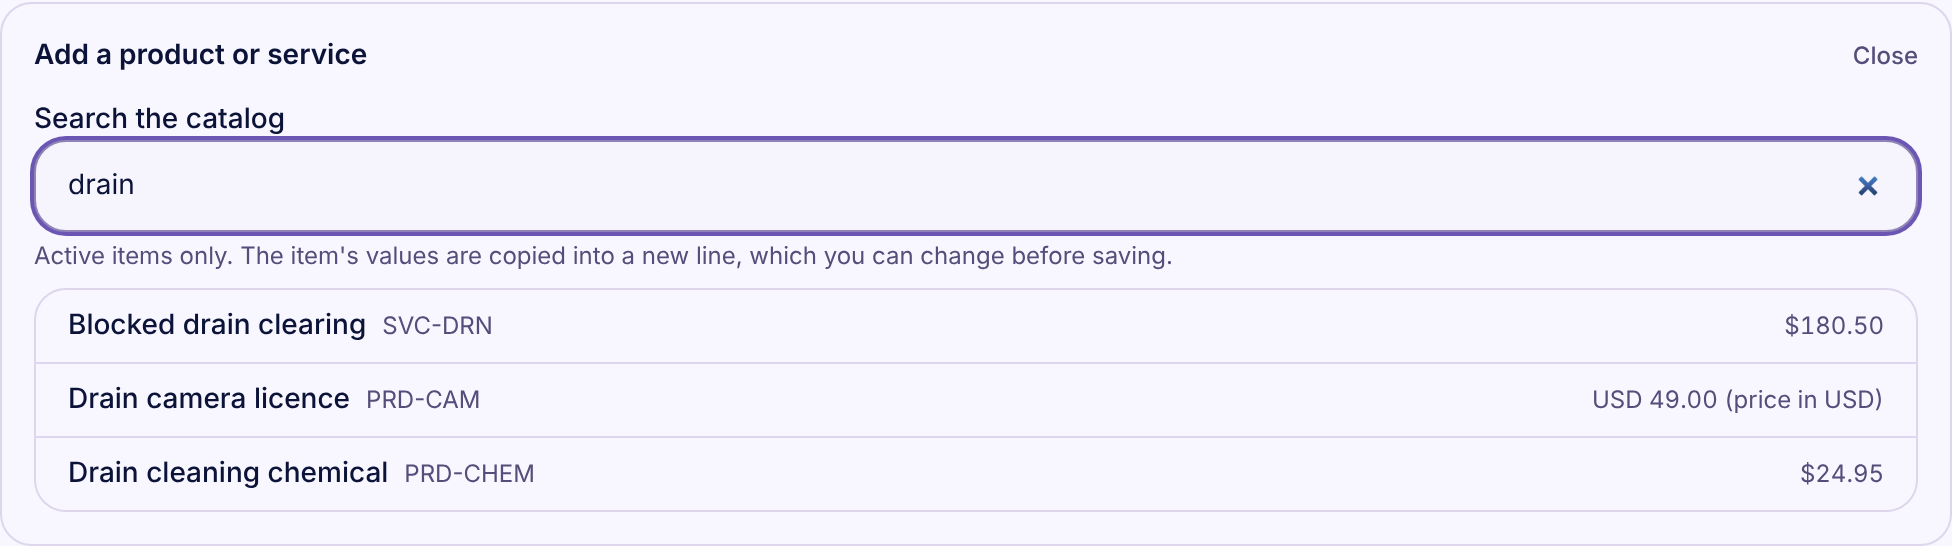 Add a product or service
Close
Search the catalog
drain
Active items only. The item's values are copied into a new line, which you can change before saving.
Blocked drain clearing SVC-DRN $180.50
Drain camera licence PRD-CAM USD 49.00 (price in USD)
Drain cleaning chemical PRD-CHEM $24.95